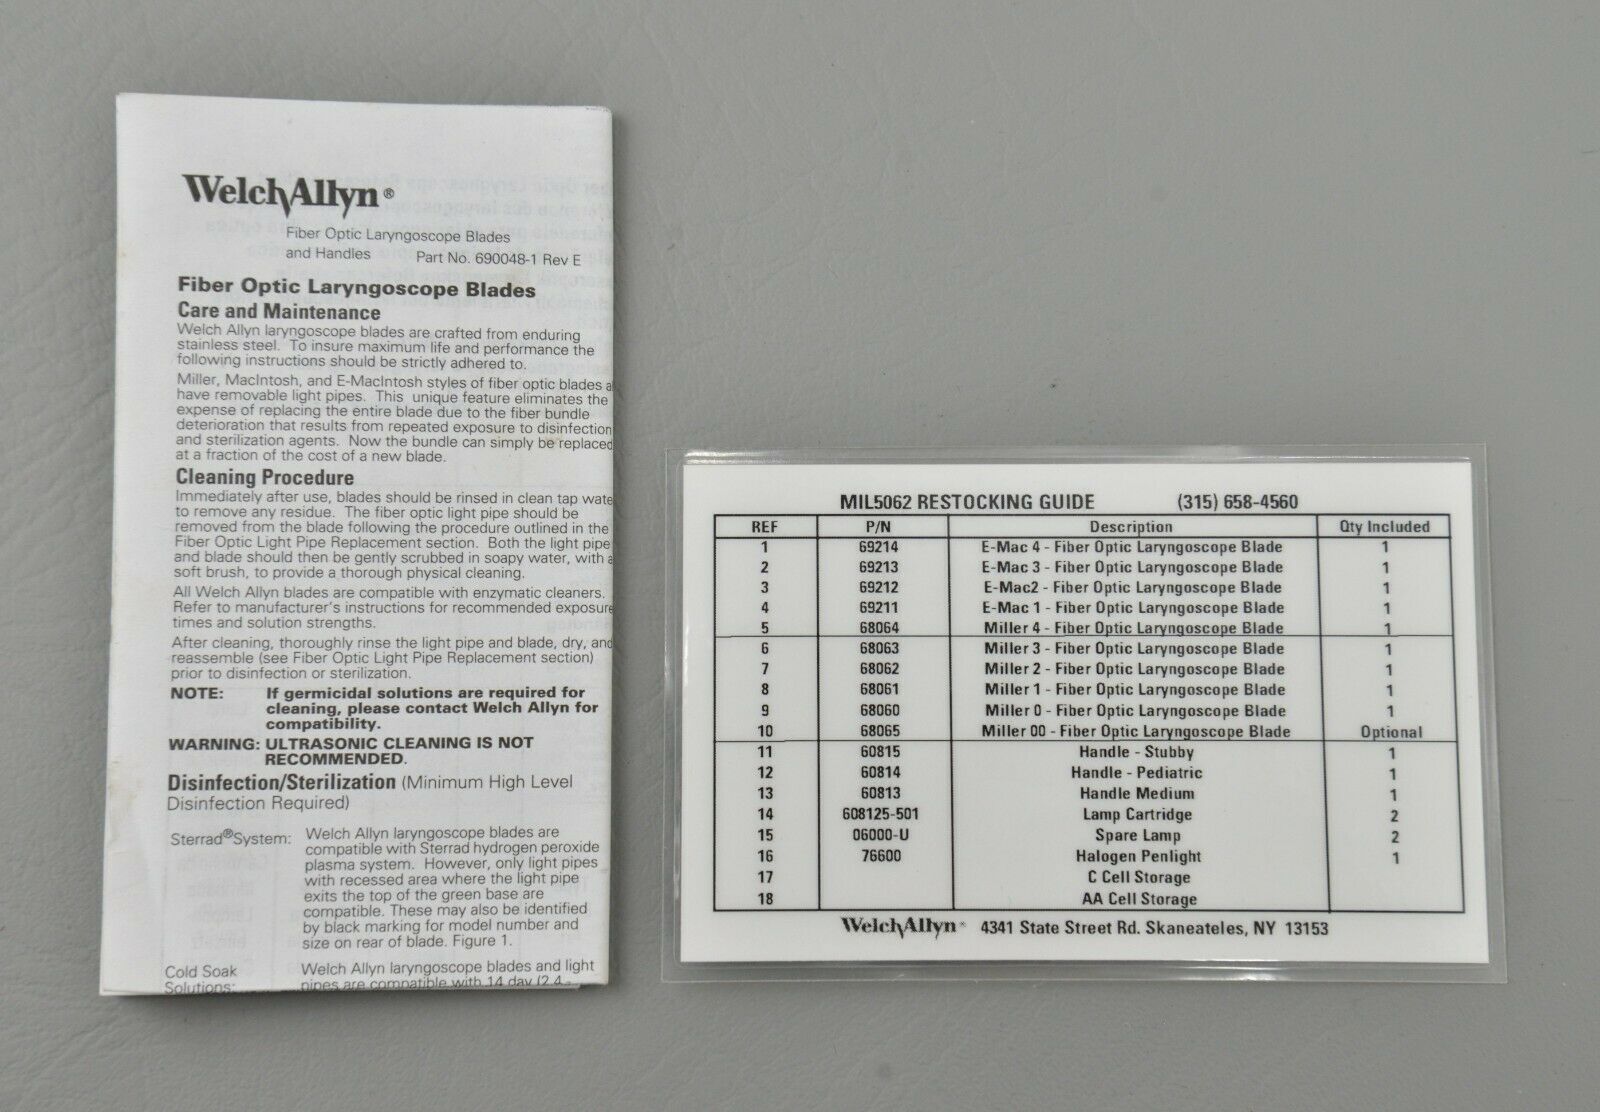 WelchAllyn®
Fiber Optic Laryngoscope Blades
and Handles Part No. 690048-1 Rev E
Fiber Optic Laryngoscope Blades
Care and Maintenance
Welch Allyn laryngoscope blades are crafted from enduring
stainless steel. To insure maximum life and performance the
following instructions should be strictly adhered to.
Miller, MacIntosh, and E-MacIntosh styles of fiber optic blades a
have removable light pipes. This unique feature eliminates the
expense of replacing the entire blade due to the fiber bundle
deterioration that results from repeated exposure to disinfection
and sterilization agents. Now the bundle can simply be replaced
at a fraction of the cost of a new blade.
Cleaning Procedure
Immediately after use, blades should be rinsed in clean tap wate
to remove any residue. The fiber optic light pipe should be
removed from the blade following the procedure outlined in the
Fiber Optic Light Pipe Replacement section. Both the light pipe
and blade should then be gently scrubbed in soapy water, with a
soft brush, to provide a thorough physical cleaning.
All Welch Allyn blades are compatible with enzymatic cleaners.
Refer to manufacturer's instructions for recommended exposure
times and solution strengths.
After cleaning, thoroughly rinse the light pipe and blade, dry, and
reassemble (see Fiber Optic Light Pipe Replacement section)
prior to disinfection or sterilization.
NOTE: If germicidal solutions are required for
cleaning, please contact Welch Allyn for
compatibility.
WARNING: ULTRASONIC CLEANING IS NOT
RECOMMENDED.
Disinfection/Sterilization (Minimum High Level
Disinfection Required)
Sterrad®System: Welch Allyn laryngoscope blades are
compatible with Sterrad hydrogen peroxide
plasma system. However, only light pipes
with recessed area where the light pipe
exits the top of the green base are
compatible. These may also be identified
by black marking for model number and
size on rear of blade. Figure 1.
Cold Soak Welch Allyn laryngoscope blades and light
Solutions: pipes are compatible with 14 day (2.4
MIL5062 RESTOCKING GUIDE (315) 658-4560
REF P/N Description Qty Included
1 69214 E-Mac 4 - Fiber Optic Laryngoscope Blade 1
2 69213 E-Mac 3 - Fiber Optic Laryngoscope Blade 1
3 69212 E-Mac2 - Fiber Optic Laryngoscope Blade 1
4 69211 E-Mac 1 - Fiber Optic Laryngoscope Blade 1
5 68064 Miller 4 - Fiber Optic Laryngoscope Blade 1
6 68063 Miller 3 - Fiber Optic Laryngoscope Blade 1
7 68062 Miller 2 - Fiber Optic Laryngoscope Blade 1
8 68061 Miller 1 - Fiber Optic Laryngoscope Blade 1
9 68060 Miller 0 - Fiber Optic Laryngoscope Blade 1
10 68065 Miller 00 - Fiber Optic Laryngoscope Blade Optional
11 60815 Handle - Stubby 1
12 60814 Handle - Pediatric 1
13 60813 Handle Medium 1
14 608125-501 Lamp Cartridge 2
15 06000-U Spare Lamp 2
16 76600 Halogen Penlight 1
17 C Cell Storage
18 AA Cell Storage
WelchAllyn® 4341 State Street Rd. Skaneateles, NY 13153